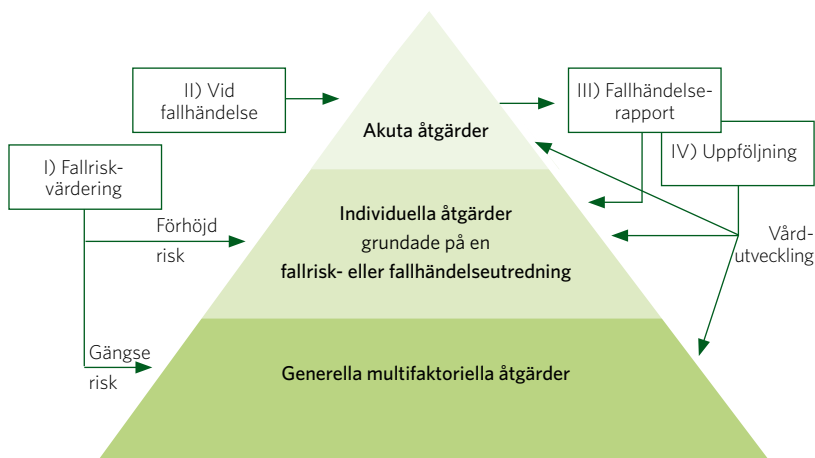 II) Vid
fallhändelse
III) Fallhändelse-
rapport
Akuta åtgärder
IV) Uppföljning
I) Fallrisk-
värdering
Förhöjd
risk
Individuella åtgärder
grundade på en
fallrisk- eller fallhändelseutredning
Vård-
utveckling
Gängse
risk
Generella multifaktoriella åtgärder